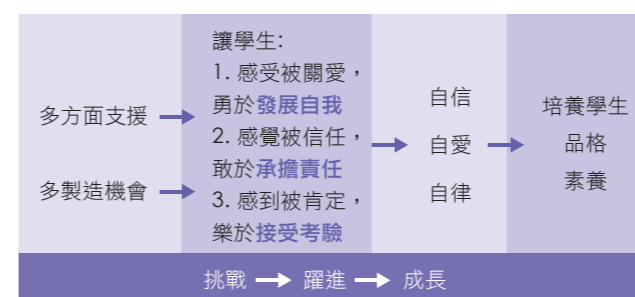 多方面支援
多製造機會
讓學生:
1. 感受被關愛，
勇於發展自我
2. 感覺被信任，
敢於承擔責任
3. 感到被肯定，
樂於接受考驗
自信
自愛
自律
培養學生
品格
素養
挑戰 → 躍進 → 成長